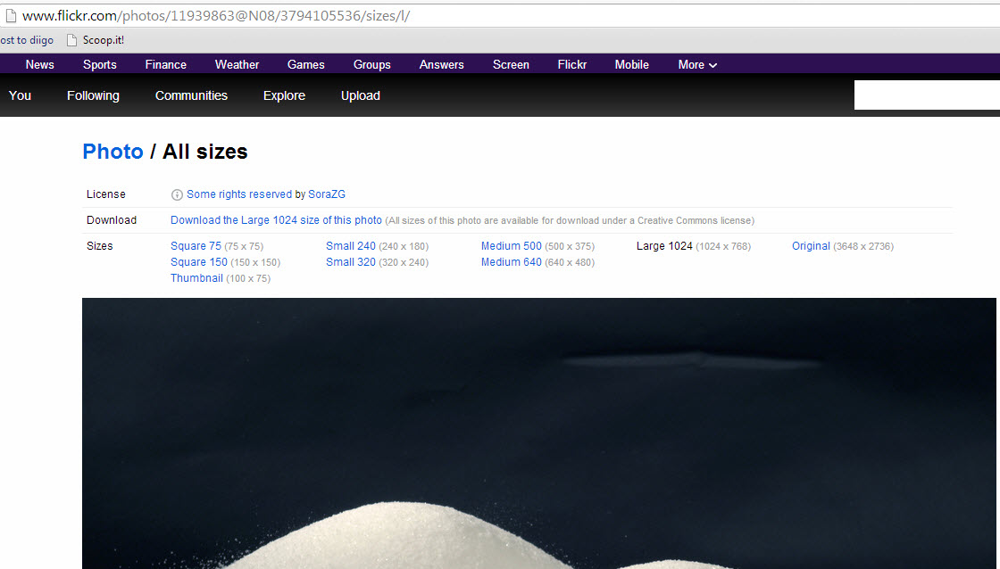 www.flickr.com/photos/11939863@N08/3794105536/sizes/l/
ost to diigo Scoop.it!
News Sports Finance Weather Games Groups Answers Screen Flickr Mobile More
You Following Communities Explore Upload
Photo / All sizes
License Some rights reserved by SoraZG
Download Download the Large 1024 size of this photo (All sizes of this photo are available for download under a Creative Commons license)
Sizes Square 75 (75 x 75) Small 240 (240 x 180) Medium 500 (500 x 375) Large 1024 (1024 x 768) Original (3648 x 2736)
Square 150 (150 x 150) Small 320 (320 x 240) Medium 640 (640 x 480)
Thumbnail (100 x 75)